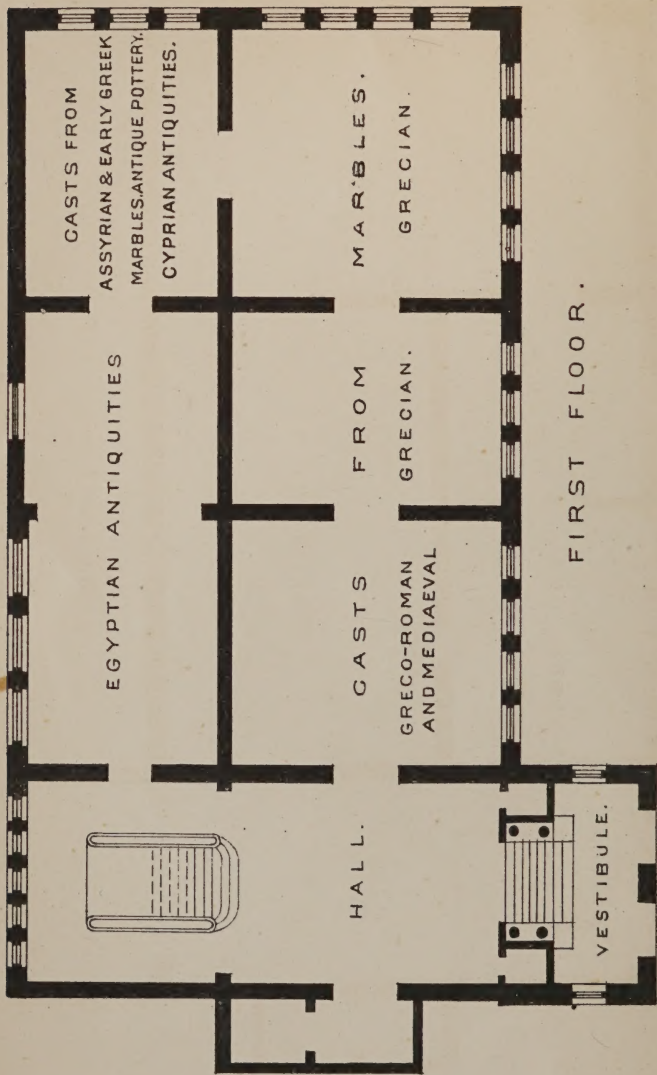 CASTS FROM
ASSYRIAN & EARLY GREEK
MARBLES. ANTIQUE POTTERY.
CYPRIAN ANTIQUITIES.
EGYPTIAN ANTIQUITIES
CASTS FROM MARBLES.
GRECO-ROMAN
AND MEDIAEVAL
GRECIAN.
GRECIAN.
HALL.
VESTIBULE.
FIRST FLOOR.